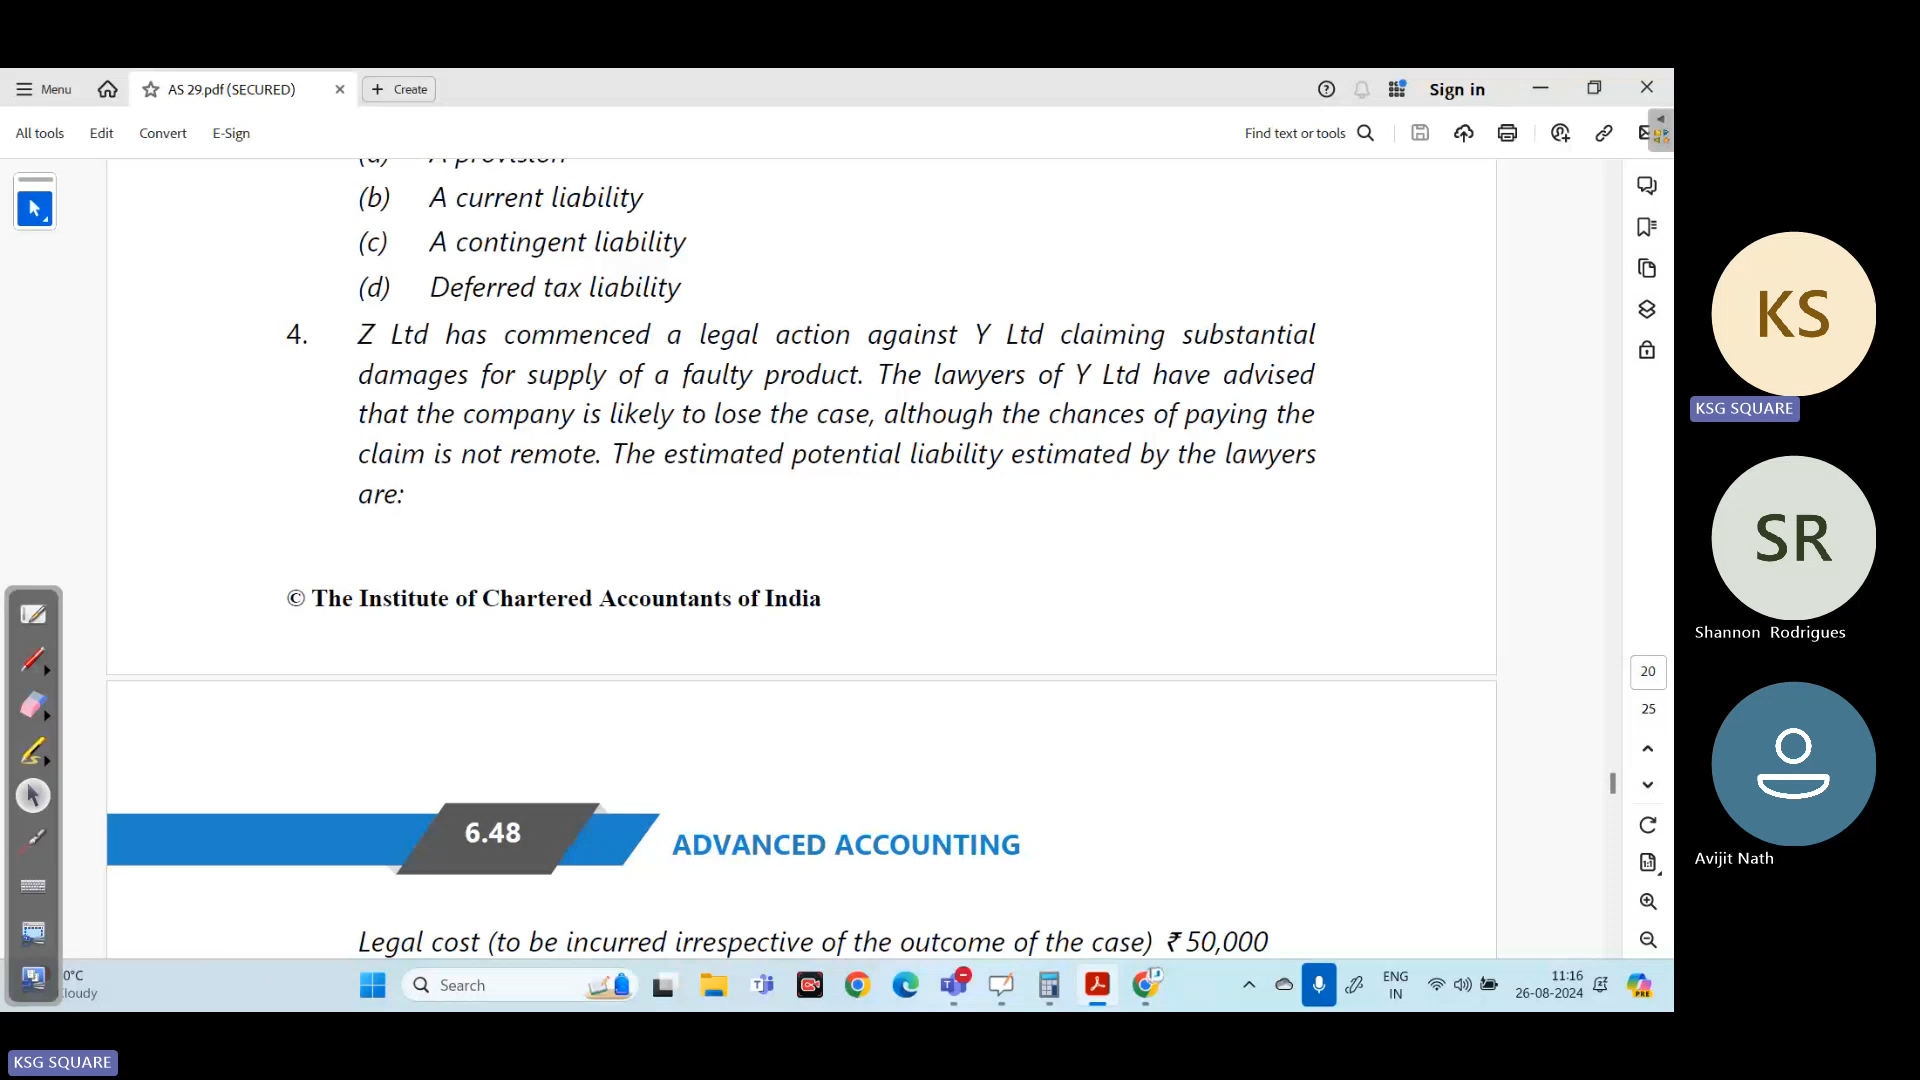 Menu
AS 29.pdf (SECURED)
Create
Sign in
All tools
Edit
Convert
E-Sign
Find text or tools
(a) A provision
(b) A current liability
(c) A contingent liability
(d) Deferred tax liability
4. Z Ltd has commenced a legal action against Y Ltd claiming substantial
damages for supply of a faulty product. The lawyers of Y Ltd have advised
that the company is likely to lose the case, although the chances of paying the
claim is not remote. The estimated potential liability estimated by the lawyers
are:
© The Institute of Chartered Accountants of India
6.48
ADVANCED ACCOUNTING
Legal cost (to be incurred irrespective of the outcome of the case) ₹ 50,000
20
25
KS
KSG SQUARE
SR
Shannon Rodrigues
Avijit Nath
0°C
Cloudy
Search
ENG
IN
11:16
26-08-2024
PRE
KSG SQUARE